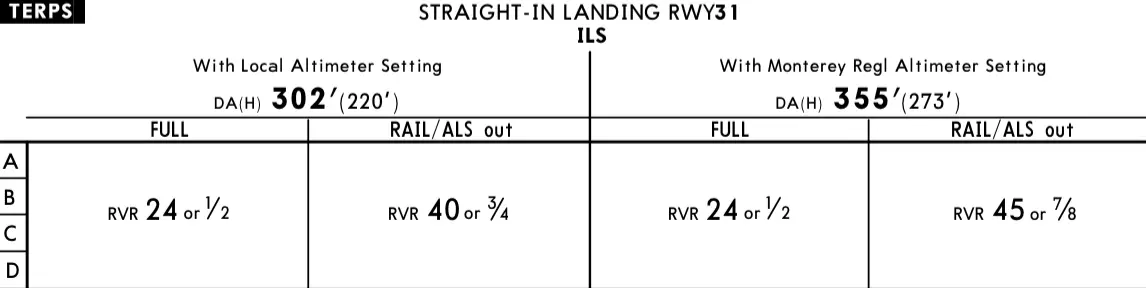 TERPS
STRAIGHT-IN LANDING RWY31
ILS
With Local Altimeter Setting
With Monterey Regl Altimeter Setting
DA(H) 302'(220')
DA(H) 355'(273')
FULL
RAIL/ALS out
FULL
RAIL/ALS out
A
B
C
D
RVR 24 or 1/2
RVR 40 or 3/4
RVR 24 or 1/2
RVR 45 or 7/8